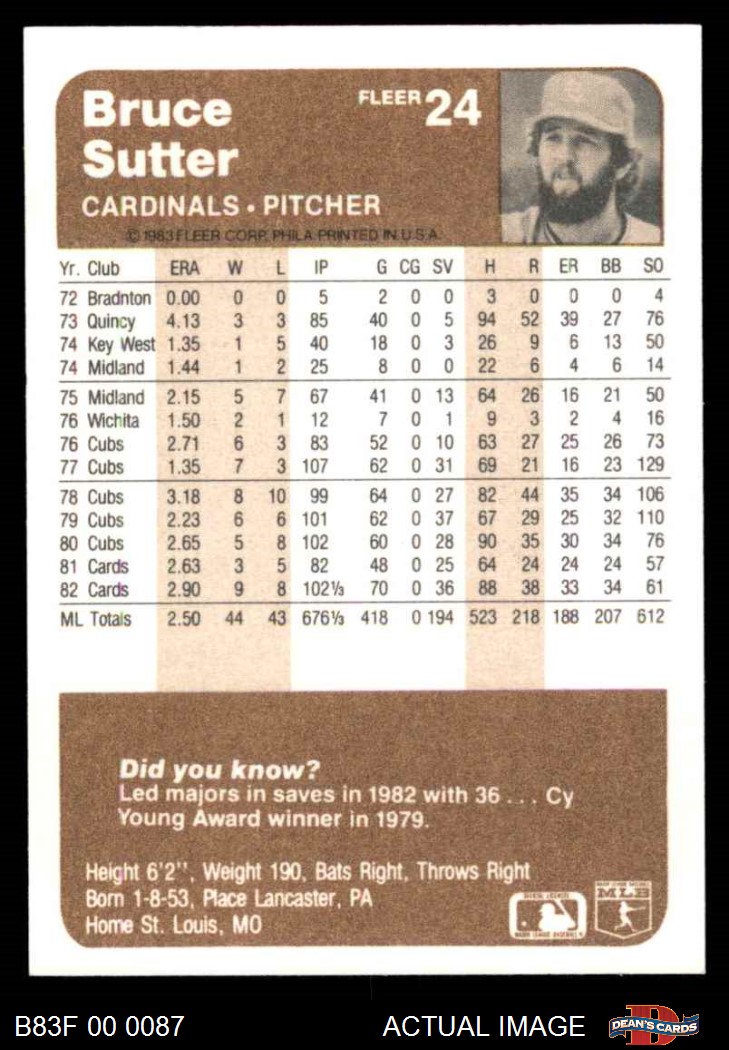 Bruce
Sutter
FLEER 24
CARDINALS • PITCHER
© 1983 FLEER CORP. PHILA PRINTED IN U.S.A.
Yr. Club ERA W L IP G CG SV H R ER BB SO
72 Bradnton 0.00 0 0 5 2 0 0 3 0 0 0 4
73 Quincy 4.13 3 3 85 40 0 5 94 52 39 27 76
74 Key West 1.35 1 5 40 18 0 3 26 9 6 13 50
74 Midland 1.44 1 2 25 8 0 0 22 6 4 6 14
75 Midland 2.15 5 7 67 41 0 13 64 26 16 21 50
76 Wichita 1.50 2 1 12 7 0 1 9 3 2 4 16
76 Cubs 2.71 6 3 83 52 0 10 63 27 25 26 73
77 Cubs 1.35 7 3 107 62 0 31 69 21 16 23 129
78 Cubs 3.18 8 10 99 64 0 27 82 44 35 34 106
79 Cubs 2.23 6 6 101 62 0 37 67 29 25 32 110
80 Cubs 2.65 5 8 102 60 0 28 90 35 30 34 76
81 Cards 2.63 3 5 82 48 0 25 64 24 24 24 57
82 Cards 2.90 9 8 102⅓ 70 0 36 88 38 33 34 61
ML Totals 2.50 44 43 676⅓ 418 0 194 523 218 188 207 612
Did you know?
Led majors in saves in 1982 with 36 . . . Cy
Young Award winner in 1979.
Height 6'2'', Weight 190, Bats Right, Throws Right
Born 1-8-53, Place Lancaster, PA
Home St. Louis, MO
MLB
B83F 00 0087
ACTUAL IMAGE
D
DEAN'S CARDS